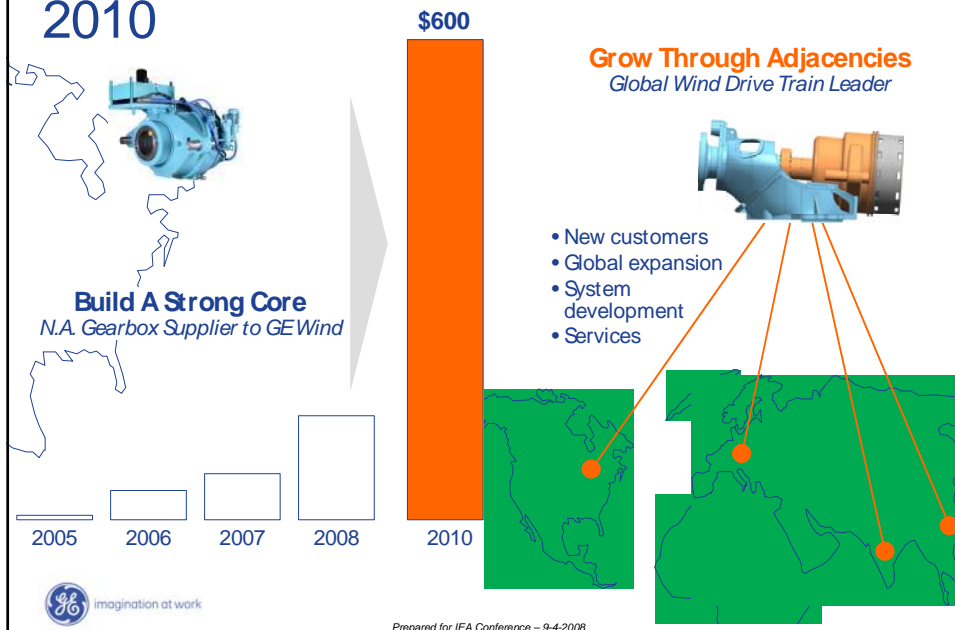 2010
$600
Grow Through Adjacencies
Global Wind Drive Train Leader
• New customers
• Global expansion
• System
development
• Services
Build A Strong Core
N.A. Gearbox Supplier to GE Wind
2005
2006
2007
2008
2010
GE
imagination at work
Prepared for IEA Conference – 9-4-2008